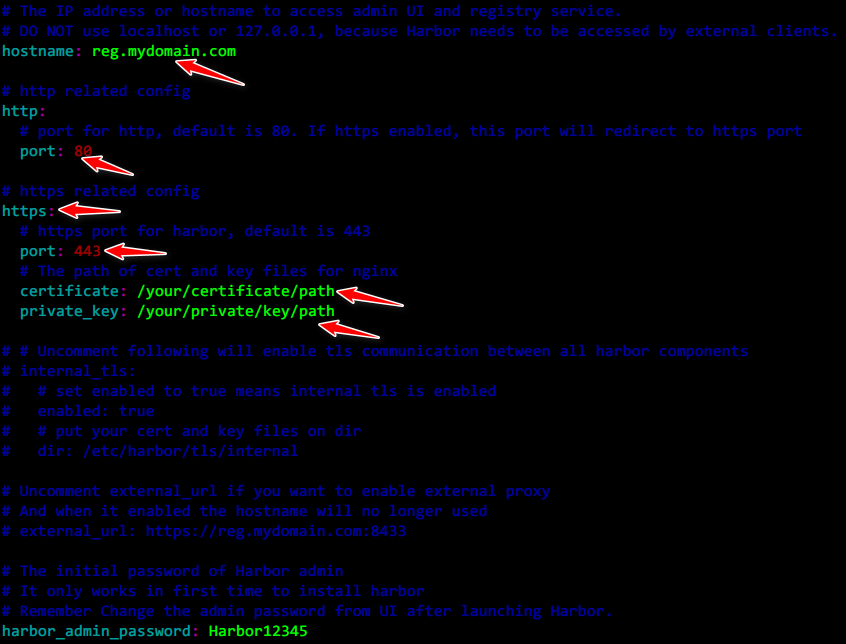 # The IP address or hostname to access admin UI and registry service.
# DO NOT use localhost or 127.0.0.1, because Harbor needs to be accessed by external clients.
hostname: reg.mydomain.com
# http related config
http:
  # port for http, default is 80. If https enabled, this port will redirect to https port
  port: 80
# https related config
https:
  # https port for harbor, default is 443
  port: 443
  # The path of cert and key files for nginx
  certificate: /your/certificate/path
  private_key: /your/private/key/path
# # Uncomment following will enable tls communication between all harbor components
# internal_tls:
#   # set enabled to true means internal tls is enabled
#   enabled: true
#   # put your cert and key files on dir
#   dir: /etc/harbor/tls/internal
# Uncomment external_url if you want to enable external proxy
# And when it enabled the hostname will no longer used
# external_url: https://reg.mydomain.com:8433
# The initial password of Harbor admin
# It only works in first time to install harbor
# Remember Change the admin password from UI after launching Harbor.
harbor_admin_password: Harbor12345